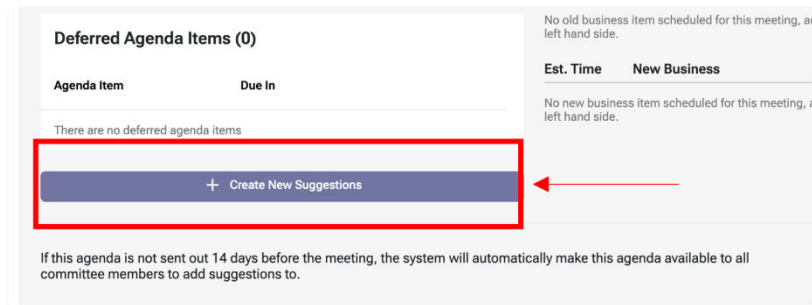 Deferred Agenda Items (0)
Agenda Item Due In
There are no deferred agenda items
+ Create New Suggestions
No old business item scheduled for this meeting,
left hand side.
Est. Time New Business
No new business item scheduled for this meeting,
left hand side.
If this agenda is not sent out 14 days before the meeting, the system will automatically make this agenda available to all
committee members to add suggestions to.